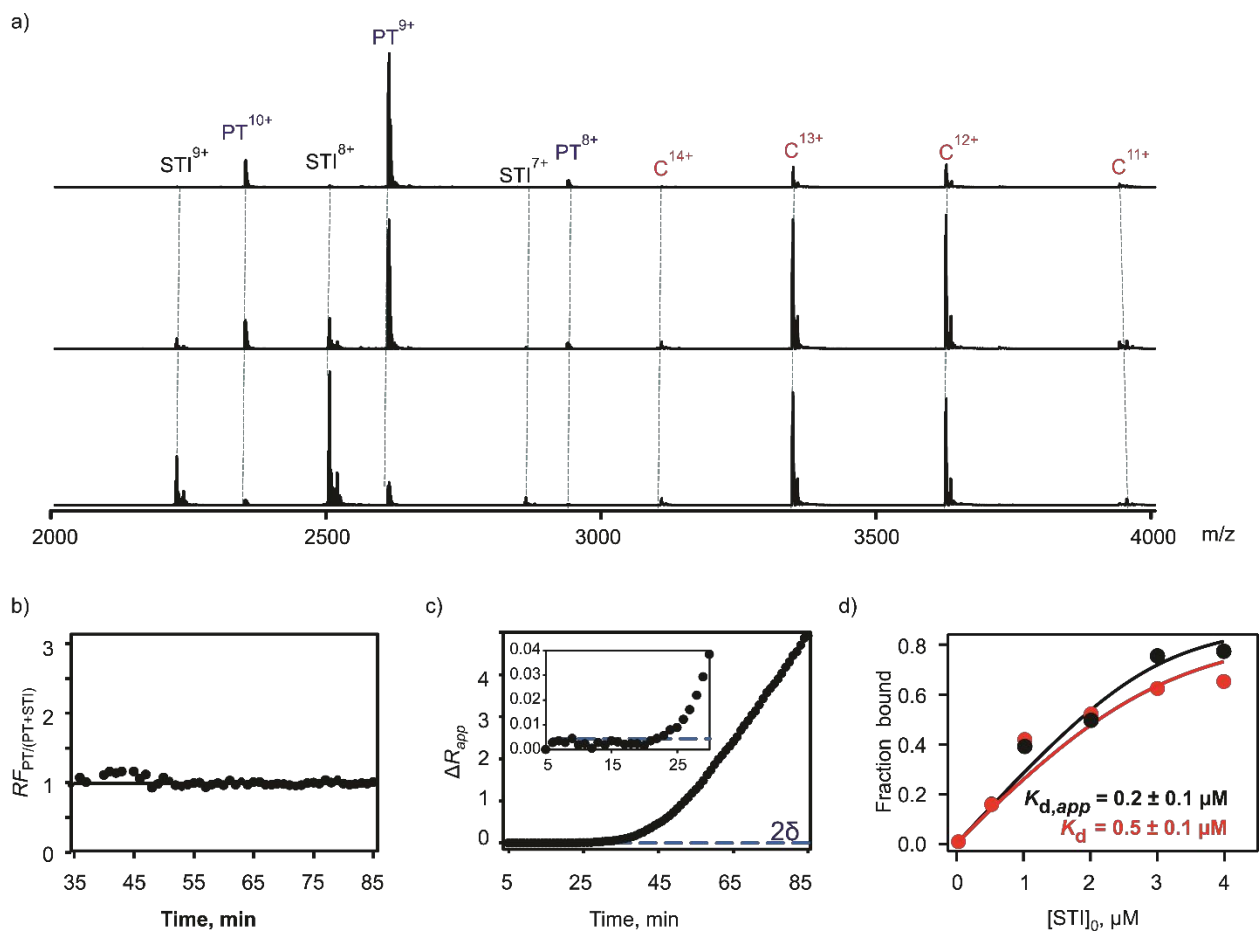 a)
PT9+
PT10+
STI9+
STI8+
STI7+
PT8+
C14+
C13+
C12+
C11+
2000
2500
3000
3500
4000
m/z
b)
RF PT/(PT+STI)
3
2
1
0
35
45
55
65
75
85
Time, min
c)
ΔRapp
4
3
2
1
0
0.04
0.03
0.02
0.01
0.00
5
15
25
2δ
5
25
45
65
85
Time, min
d)
Fraction bound
0.8
0.6
0.4
0.2
0.0
Kd,app = 0.2 ± 0.1 µM
Kd = 0.5 ± 0.1 µM
0
1
2
3
4
[STI]0, µM